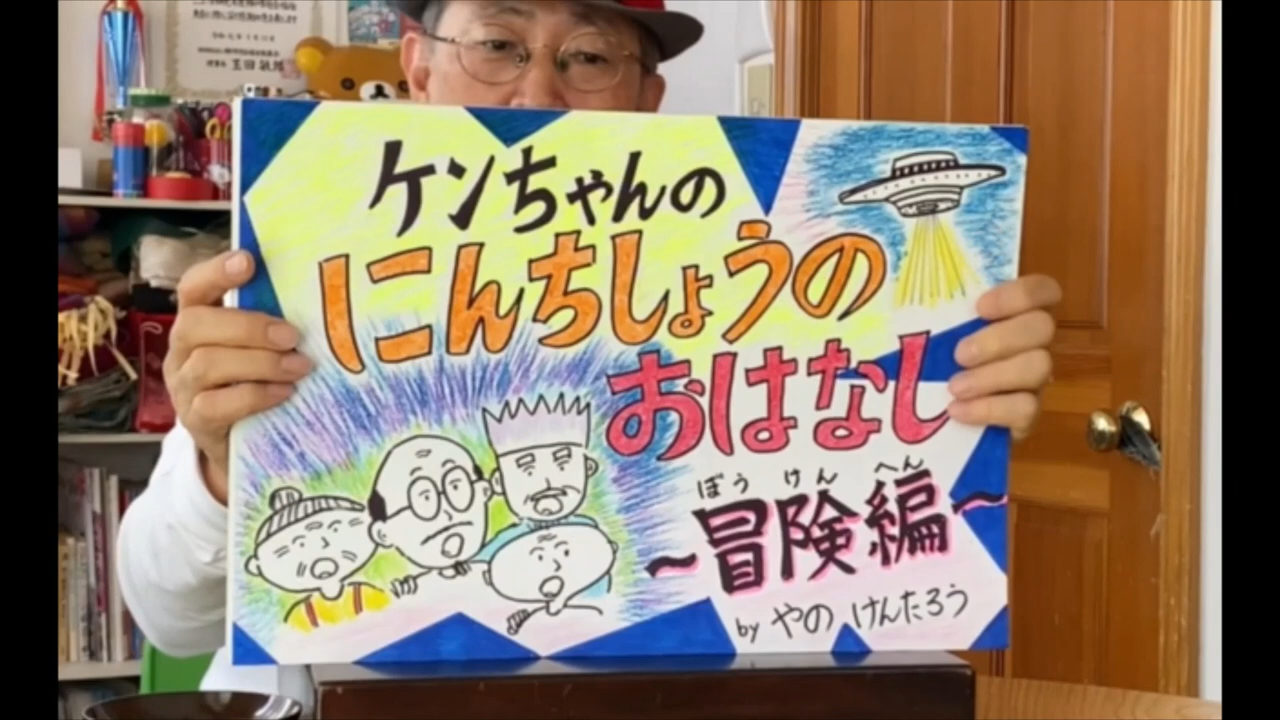 ケンちゃんの
にんちしょうの
おはなし
ぼうけんへん
～冒険編～
by やの けんたろう